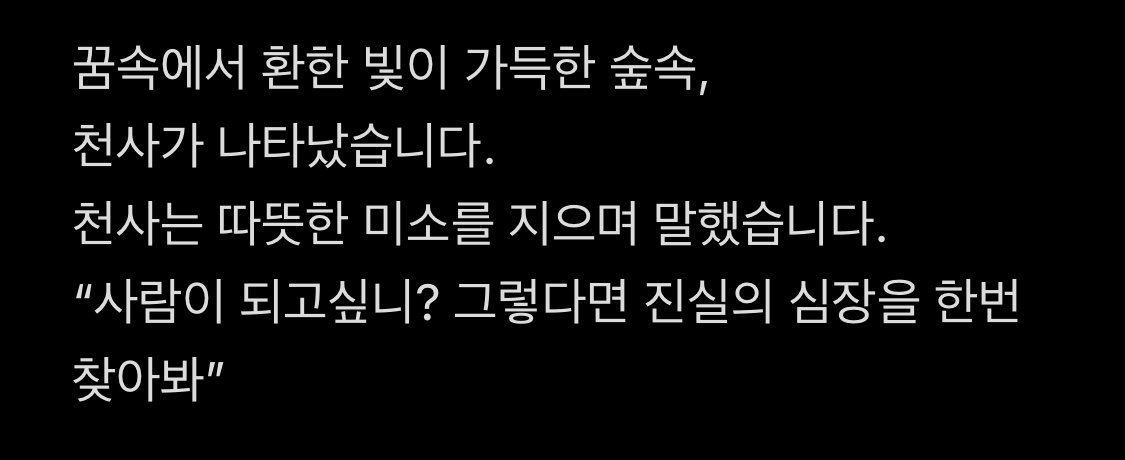 꿈속에서 환한 빛이 가득한 숲속,
천사가 나타났습니다.
천사는 따뜻한 미소를 지으며 말했습니다.
“사람이 되고싶니? 그렇다면 진실의 심장을 한번
찾아봐”